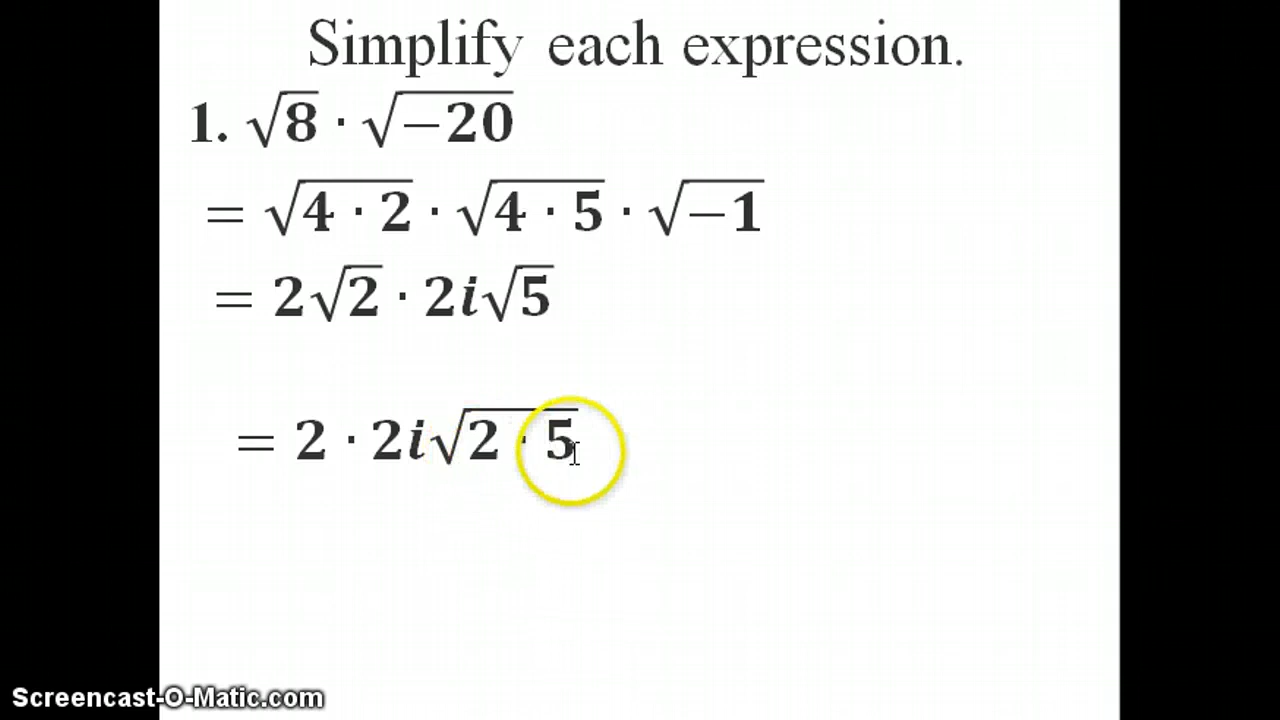 Simplify each expression.
1. √8 · √−20
= √4 · 2 · √4 · 5 · √−1
= 2√2 · 2i√5
= 2 · 2i√2 · 5
Screencast-O-Matic.com